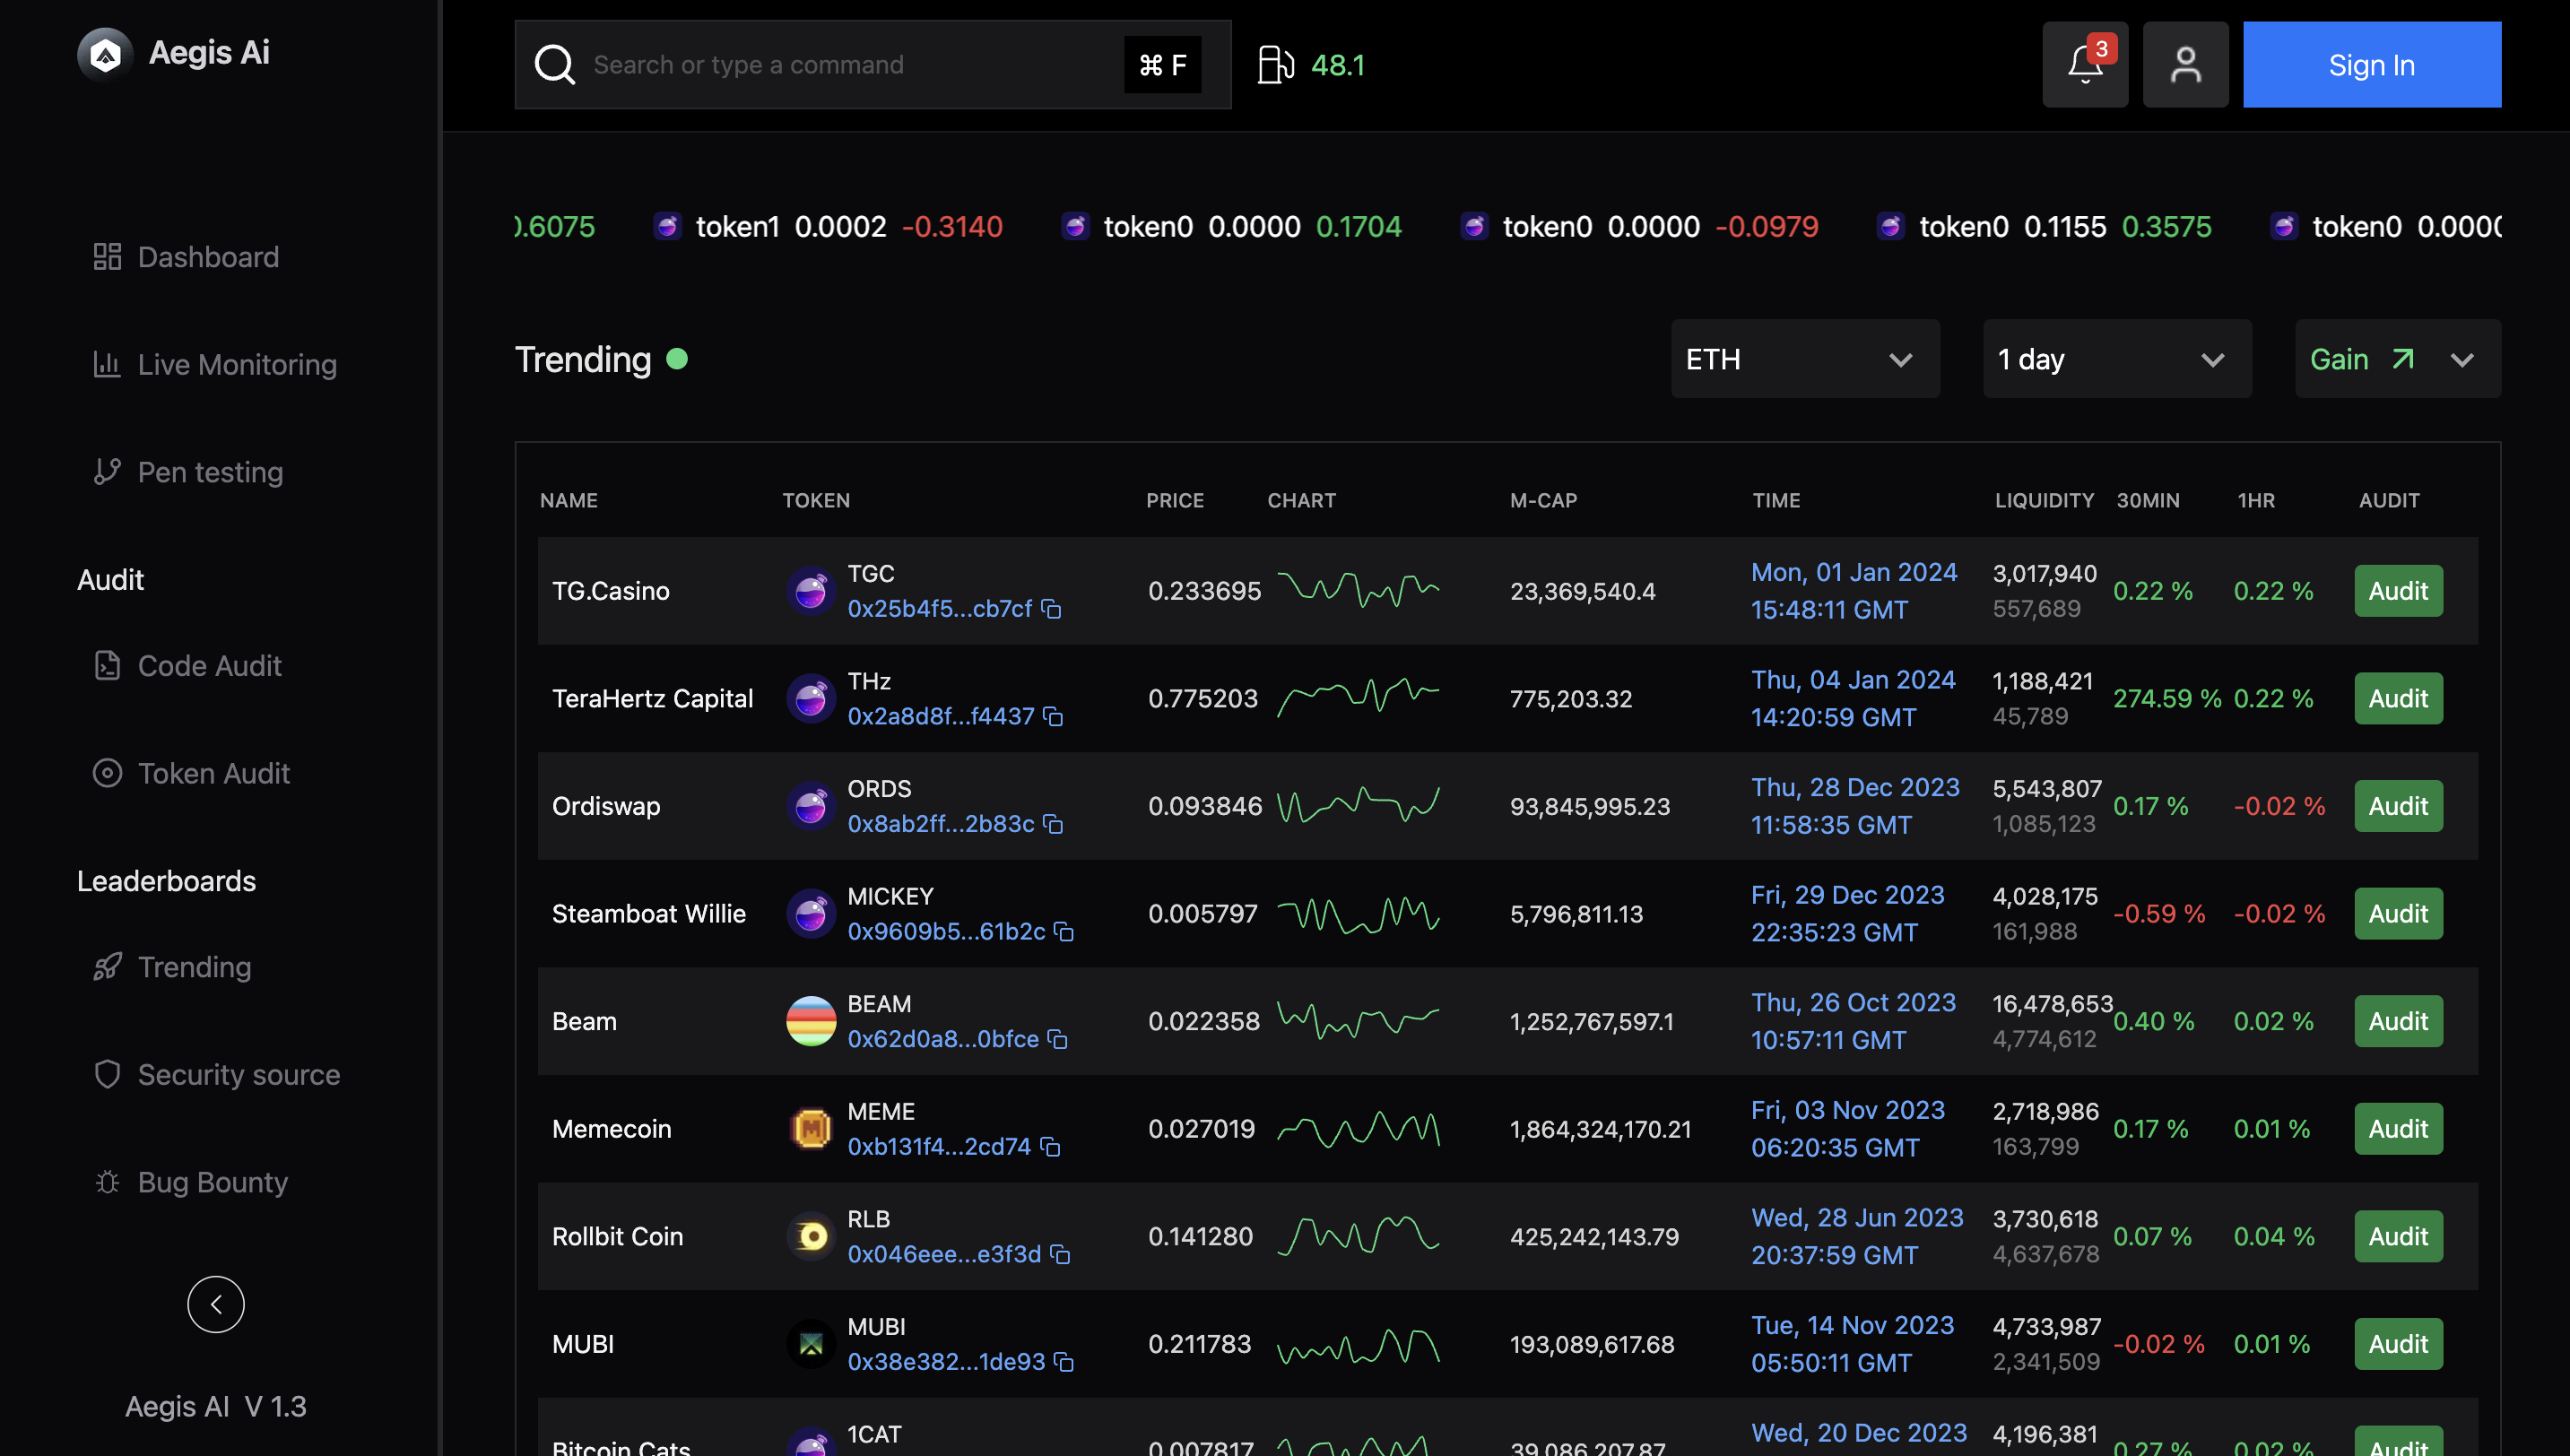 Aegis Ai
Search or type a command
⌘ F
48.1
3
Sign In
Dashboard
Live Monitoring
Pen testing
Audit
Code Audit
Token Audit
Leaderboards
Trending
Security source
Bug Bounty
Aegis AI V 1.3
0.6075 token1 0.0002 -0.3140 token0 0.0000 0.1704 token0 0.0000 -0.0979 token0 0.1155 0.3575 token0 0.0000
Trending
ETH
1 day
Gain
NAME TOKEN PRICE CHART M-CAP TIME LIQUIDITY 30MIN 1HR AUDIT
TG.Casino TGC 0.233695 23,369,540.4 Mon, 01 Jan 2024 3,017,940 0.22 % 0.22 % Audit
0x25b4f5...cb7cf 15:48:11 GMT 557,689
TeraHertz Capital THz 0.775203 775,203.32 Thu, 04 Jan 2024 1,188,421 274.59 % 0.22 % Audit
0x2a8d8f...f4437 14:20:59 GMT 45,789
Ordiswap ORDS 0.093846 93,845,995.23 Thu, 28 Dec 2023 5,543,807 0.17 % -0.02 % Audit
0x8ab2ff...2b83c 11:58:35 GMT 1,085,123
Steamboat Willie MICKEY 0.005797 5,796,811.13 Fri, 29 Dec 2023 4,028,175 -0.59 % -0.02 % Audit
0x9609b5...61b2c 22:35:23 GMT 161,988
Beam BEAM 0.022358 1,252,767,597.1 Thu, 26 Oct 2023 16,478,653 0.40 % 0.02 % Audit
0x62d0a8...0bfce 10:57:11 GMT 4,774,612
Memecoin MEME 0.027019 1,864,324,170.21 Fri, 03 Nov 2023 2,718,986 0.17 % 0.01 % Audit
0xb131f4...2cd74 06:20:35 GMT 163,799
Rollbit Coin RLB 0.141280 425,242,143.79 Wed, 28 Jun 2023 3,730,618 0.07 % 0.04 % Audit
0x046eee...e3f3d 20:37:59 GMT 4,637,678
MUBI MUBI 0.211783 193,089,617.68 Tue, 14 Nov 2023 4,733,987 -0.02 % 0.01 % Audit
0x38e382...1de93 05:50:11 GMT 2,341,509
Bitcoin Cats 1CAT 0.007817 39,086,207.87 Wed, 20 Dec 2023 4,196,381 0.27 % 0.02 % Audit